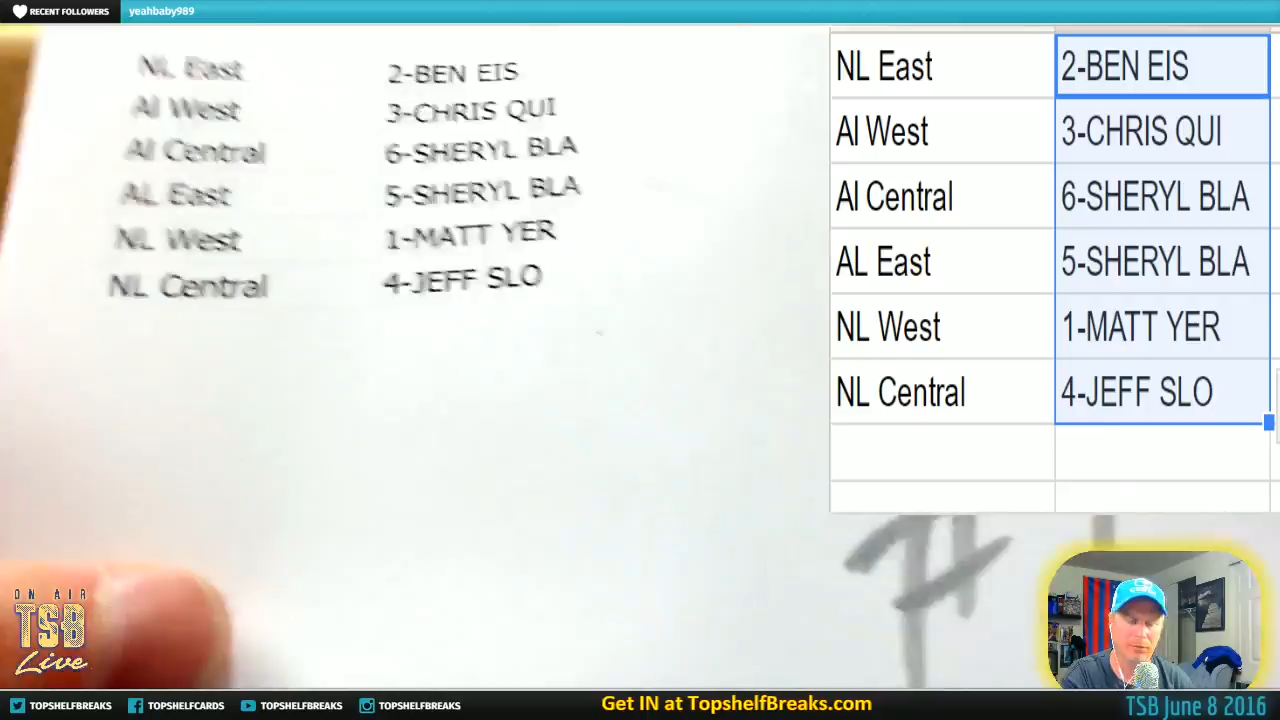 RECENT FOLLOWERS yeahbaby989
NL East 2-BEN EIS
Al West 3-CHRIS QUI
Al Central 6-SHERYL BLA
AL East 5-SHERYL BLA
NL West 1-MATT YER
NL Central 4-JEFF SLO
NL East 2-BEN EIS
Al West 3-CHRIS QUI
Al Central 6-SHERYL BLA
AL East 5-SHERYL BLA
NL West 1-MATT YER
NL Central 4-JEFF SLO
ON AIR
TSB
Live
TOPSHELFBREAKS TOPSHELFCARDS TOPSHELFBREAKS TOPSHELFBREAKS Get IN at TopshelfBreaks.com TSB June 8 2016